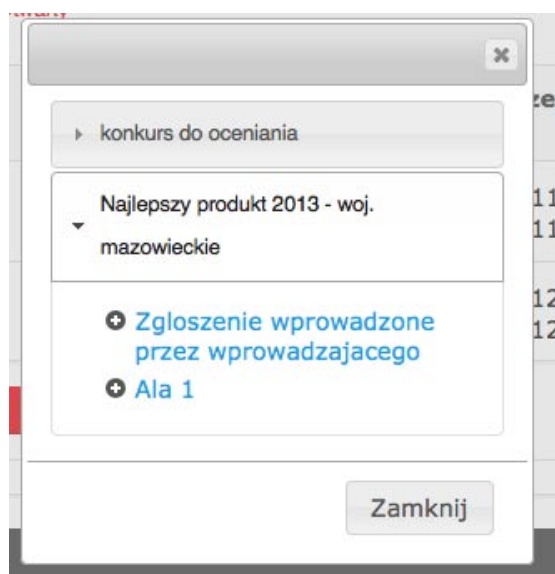 konkurs do oceniania
Najlepszy produkt 2013 - woj.
mazowieckie
Zgloszenie wprowadzone
przez wprowadzajacego
Ala 1
Zamknij